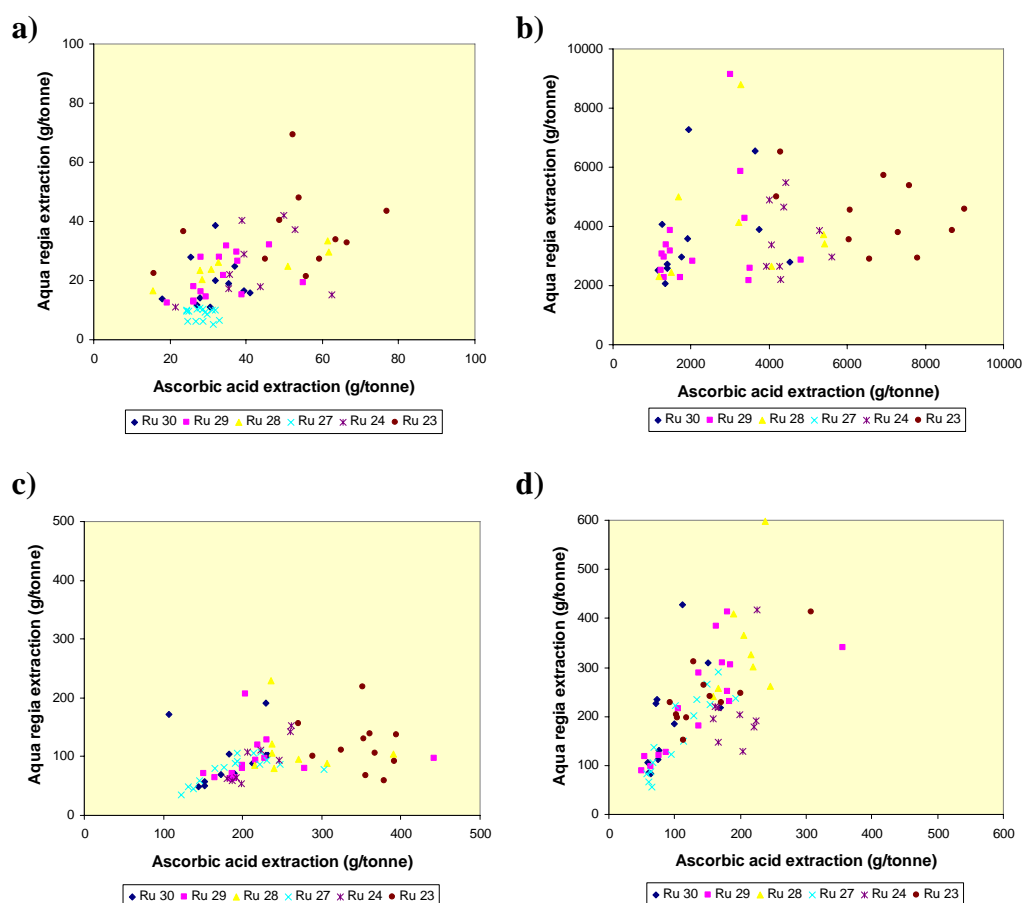 a)
Aqua regia extraction (g/tonne)
100
80
60
40
20
0
0 20 40 60 80 100
Ascorbic acid extraction (g/tonne)
Ru 30 Ru 29 Ru 28 Ru 27 Ru 24 Ru 23
b)
Aqua regia extraction (g/tonne)
10000
8000
6000
4000
2000
0
0 2000 4000 6000 8000 10000
Ascorbic acid extraction (g/tonne)
Ru 30 Ru 29 Ru 28 Ru 27 Ru 24 Ru 23
c)
Aqua regia extraction (g/tonne)
500
400
300
200
100
0
0 100 200 300 400 500
Ascorbic acid extraction (g/tonne)
Ru 30 Ru 29 Ru 28 Ru 27 Ru 24 Ru 23
d)
Aqua regia extraction (g/tonne)
600
500
400
300
200
100
0
0 100 200 300 400 500 600
Ascorbic acid extraction (g/tonne)
Ru 30 Ru 29 Ru 28 Ru 27 Ru 24 Ru 23